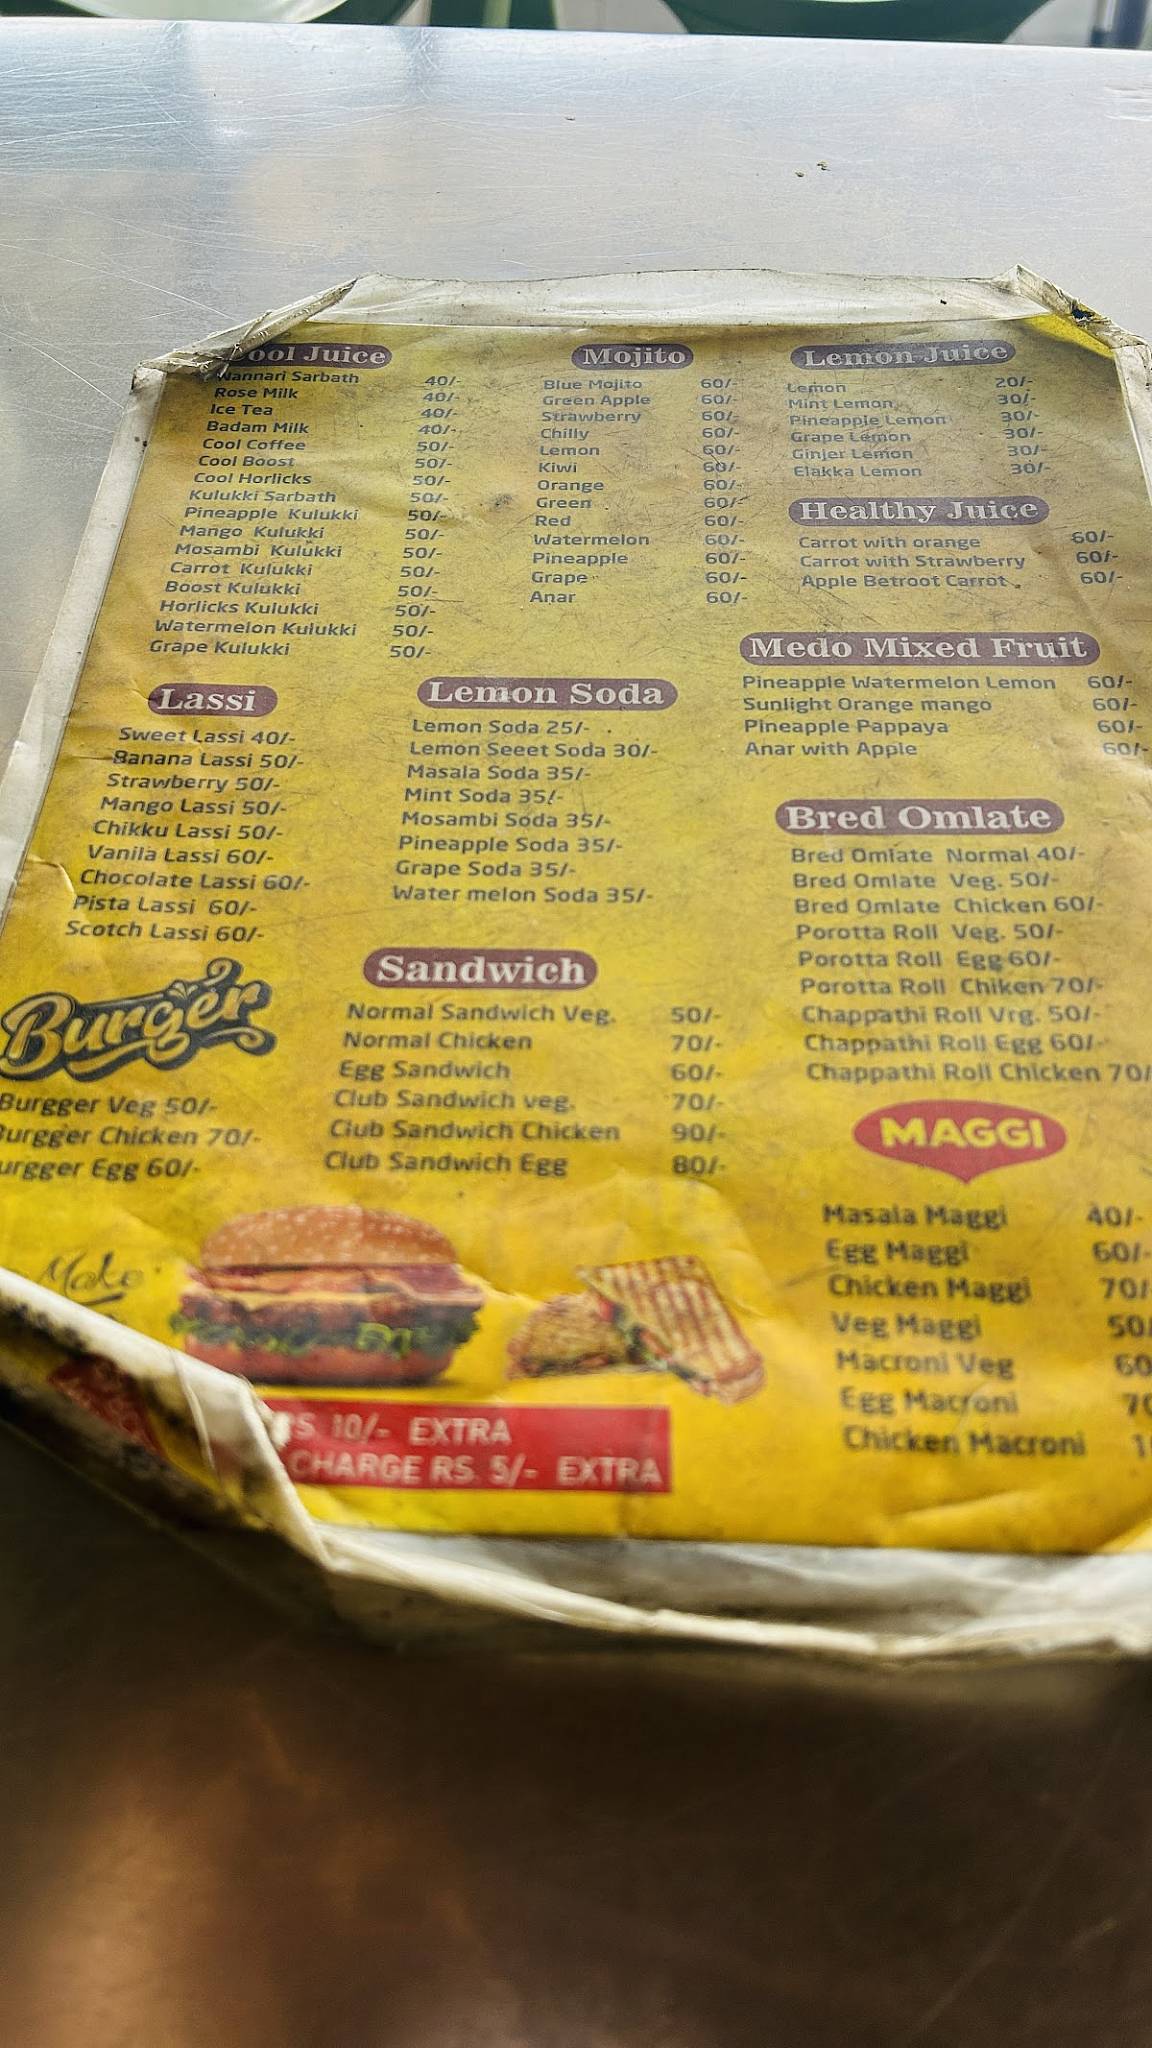 ool Juice
Wannari Sarbath 40/-
Rose Milk 40/-
Ice Tea 40/-
Badam Milk 40/-
Cool Coffee 50/-
Cool Boost 50/-
Cool Horlicks 50/-
Kulukki Sarbath 50/-
Pineapple Kulukki 50/-
Mango Kulukki 50/-
Mosambi Kulukki 50/-
Carrot Kulukki 50/-
Boost Kulukki 50/-
Horlicks Kulukki 50/-
Watermelon Kulukki 50/-
Grape Kulukki 50/-
Mojito
Blue Mojito 60/-
Green Apple 60/-
Strawberry 60/-
Chilly 60/-
Lemon 60/-
Kiwi 60/-
Orange 60/-
Green 60/-
Red 60/-
Watermelon 60/-
Pineapple 60/-
Grape 60/-
Anar 60/-
Lemon Juice
Lemon 20/-
Mint Lemon 30/-
Pineapple Lemon 30/-
Grape Lemon 30/-
Ginjer Lemon 30/-
Elakka Lemon 30/-
Healthy Juice
Carrot with orange 60/-
Carrot with Strawberry 60/-
Apple Betroot Carrot 60/-
Medo Mixed Fruit
Pineapple Watermelon Lemon 60/-
Sunlight Orange mango 60/-
Pineapple Pappaya 60/-
Anar with Apple 60/-
Lassi
Sweet Lassi 40/-
Banana Lassi 50/-
Strawberry 50/-
Mango Lassi 50/-
Chikku Lassi 50/-
Vanila Lassi 60/-
Chocolate Lassi 60/-
Pista Lassi 60/-
Scotch Lassi 60/-
Lemon Soda
Lemon Soda 25/-
Lemon Seeet Soda 30/-
Masala Soda 35/-
Mint Soda 35/-
Mosambi Soda 35/-
Pineapple Soda 35/-
Grape Soda 35/-
Water melon Soda 35/-
Bred Omlate
Bred Omlate Normal 40/-
Bred Omlate Veg. 50/-
Bred Omlate Chicken 60/-
Porotta Roll Veg. 50/-
Porotta Roll Egg 60/-
Porotta Roll Chiken 70/-
Chappathi Roll Vrg. 50/-
Chappathi Roll Egg 60/-
Chappathi Roll Chicken 70/
Burger
Burgger Veg 50/-
Burgger Chicken 70/-
urgger Egg 60/-
Sandwich
Normal Sandwich Veg. 50/-
Normal Chicken 70/-
Egg Sandwich 60/-
Club Sandwich veg. 70/-
Club Sandwich Chicken 90/-
Club Sandwich Egg 80/-
MAGGI
Masala Maggi 40/-
Egg Maggi 60/-
Chicken Maggi 70/
Veg Maggi 50/
Macroni Veg 60
Egg Macroni 70
Chicken Macroni 1
RS 10/- EXTRA
CHARGE RS. 5/- EXTRA